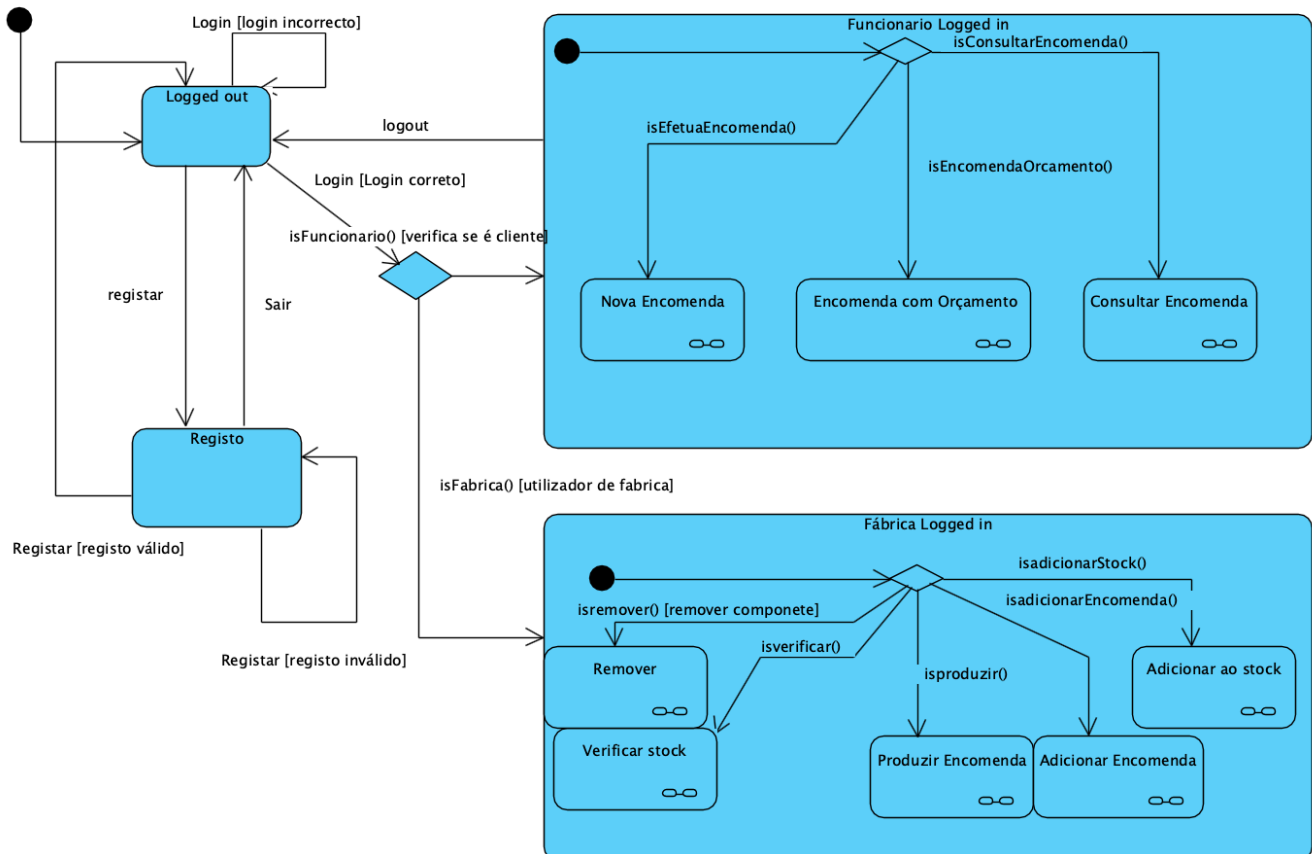 Login [login incorrecto]
Funcionario Logged in
isConsultarEncomenda()
Logged out
logout
isEfetuaEncomenda()
isEncomendaOrcamento()
Login [Login correto]
isFuncionario() [verifica se é cliente]
registar
Sair
Nova Encomenda
Encomenda com Orçamento
Consultar Encomenda
Registo
isFabrica() [utilizador de fabrica]
Registar [registo válido]
Registar [registo inválido]
Fábrica Logged in
isadicionarStock()
isadicionarEncomenda()
isremover() [remover componete]
isverificar()
isproduzir()
Remover
Adicionar ao stock
Verificar stock
Produzir Encomenda
Adicionar Encomenda